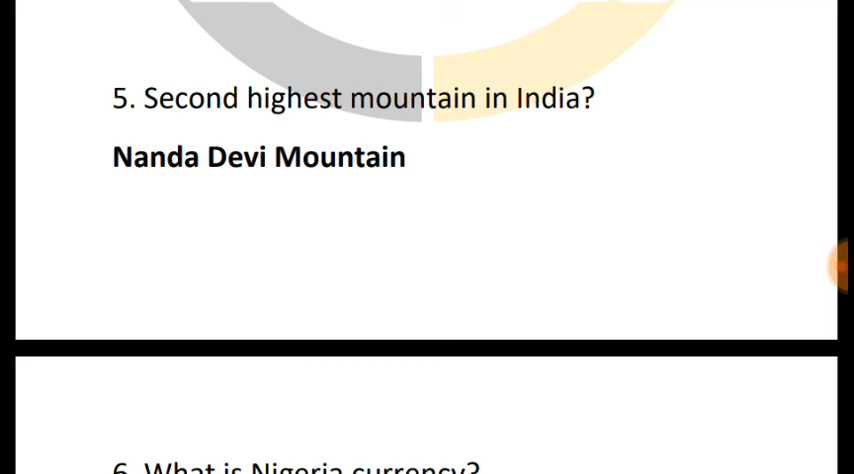 5. Second highest mountain in India?
Nanda Devi Mountain
6. What is Nigeria currency?